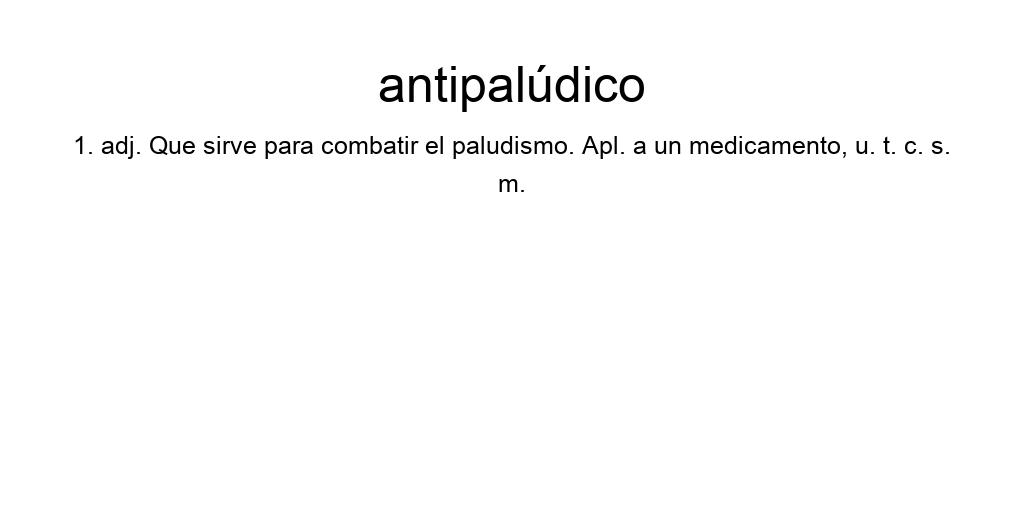 antipalúdico
1. adj. Que sirve para combatir el paludismo. Apl. a un medicamento, u. t. c. s.
m.